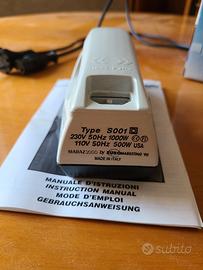 Type S001
230V 50Hz 1000W
110V 50Hz 500W USA
MADE IN ITALY
MANUALE D'ISTRUZIONI
INSTRUCTION MANUAL
MODE D'EMPLOI
GEBRAUCHSANWEISUNG
subito